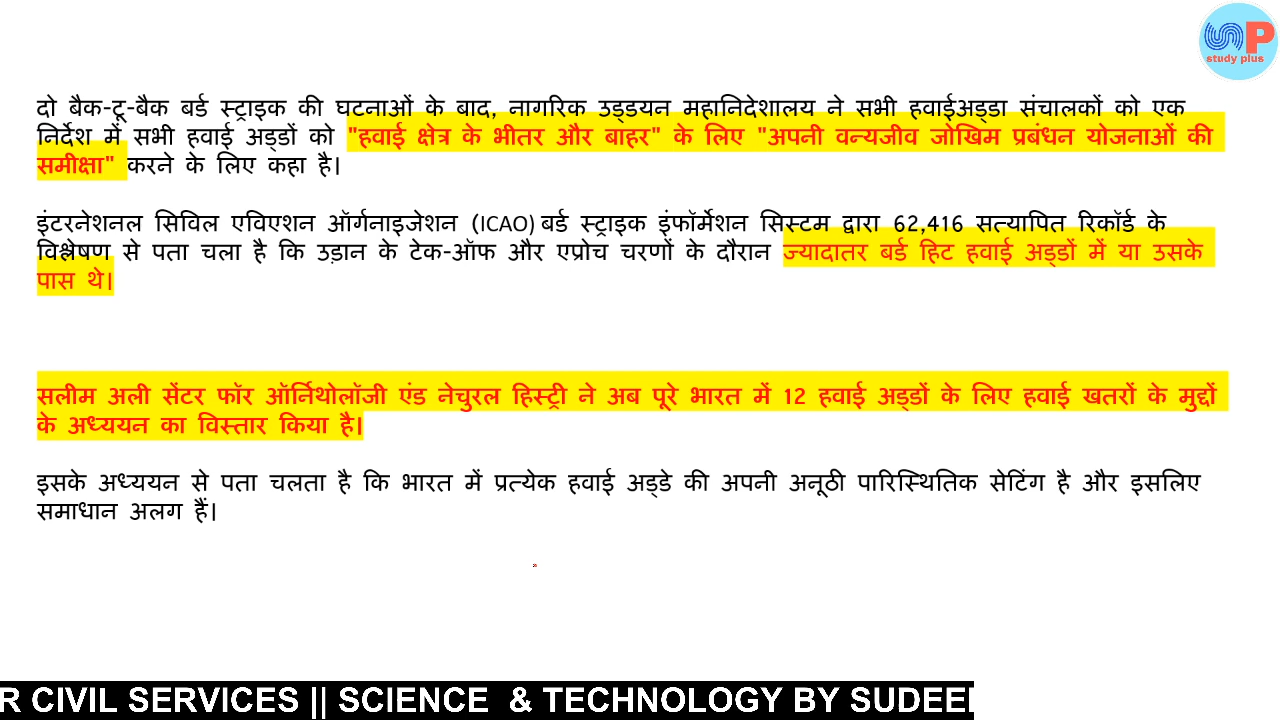 SP
study plus
दो बैक-टू-बैक बर्ड स्ट्राइक की घटनाओं के बाद, नागरिक उड्डयन महानिदेशालय ने सभी हवाईअड्डा संचालकों को एक
निर्देश में सभी हवाई अड्डों को "हवाई क्षेत्र के भीतर और बाहर" के लिए "अपनी वन्यजीव जोखिम प्रबंधन योजनाओं की
समीक्षा" करने के लिए कहा है।
इंटरनेशनल सिविल एविएशन ऑर्गनाइजेशन (ICAO) बर्ड स्ट्राइक इंफॉर्मेशन सिस्टम द्वारा 62,416 सत्यापित रिकॉर्ड के
विश्लेषण से पता चला है कि उड़ान के टेक-ऑफ और एप्रोच चरणों के दौरान ज्यादातर बर्ड हिट हवाई अड्डों में या उसके
पास थे।
सलीम अली सेंटर फॉर ऑर्निथोलॉजी एंड नेचुरल हिस्ट्री ने अब पूरे भारत में 12 हवाई अड्डों के लिए हवाई खतरों के मुद्दों
के अध्ययन का विस्तार किया है।
इसके अध्ययन से पता चलता है कि भारत में प्रत्येक हवाई अड्डे की अपनी अनूठी पारिस्थितिक सेटिंग है और इसलिए
समाधान अलग हैं।
R CIVIL SERVICES || SCIENCE & TECHNOLOGY BY SUDEE